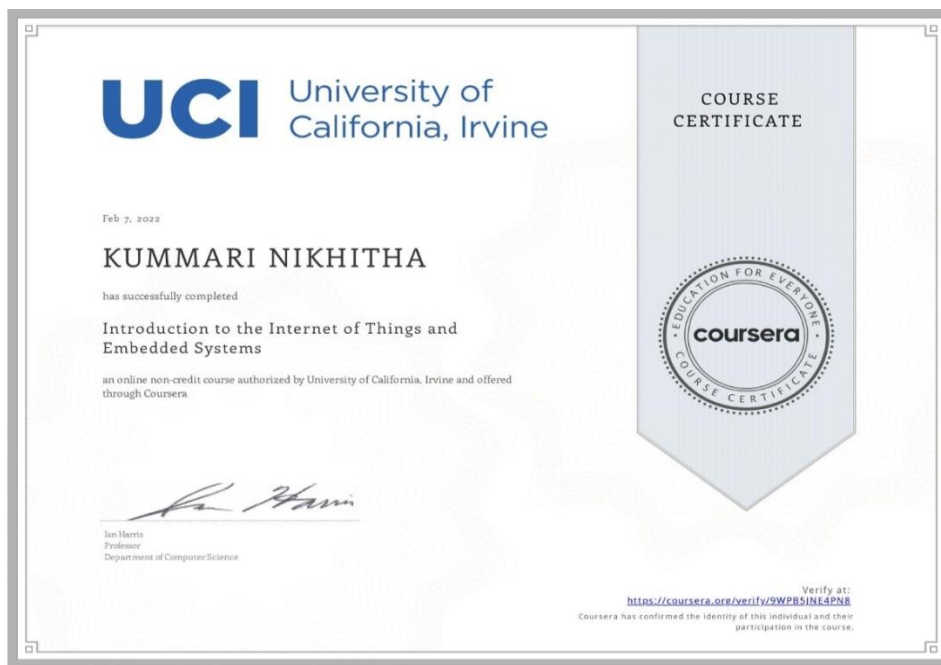 UCI University of
California, Irvine
COURSE
CERTIFICATE
Feb 7, 2022
KUMMARI NIKHITHA
has successfully completed
Introduction to the Internet of Things and
Embedded Systems
an online non-credit course authorized by University of California, Irvine and offered
through Coursera
EDUCATION FOR EVERYONE
coursera
COURSE CERTIFICATE
Ian Harris
Ian Harris
Professor
Department of Computer Science
Verify at:
https://coursera.org/verify/9WPB5JNE4PN8
Coursera has confirmed the identity of this individual and their
participation in the course.